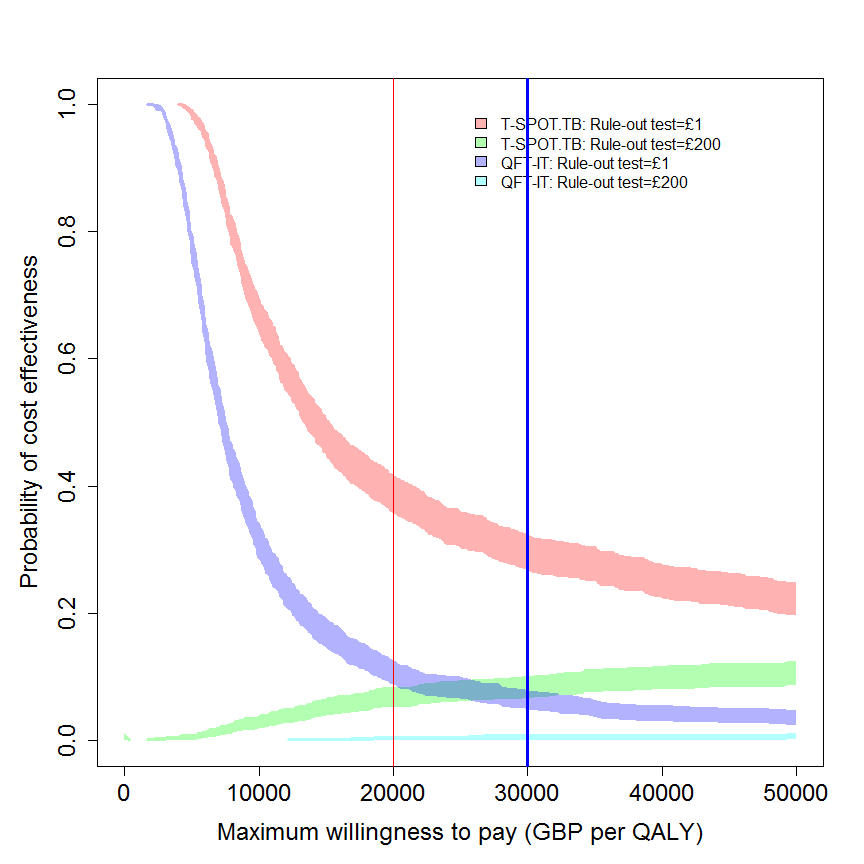 T-SPOT.TB: Rule-out test=£1
T-SPOT.TB: Rule-out test=£200
QFT-IT: Rule-out test=£1
QFT-IT: Rule-out test=£200
Probability of cost effectiveness
1.0
0.8
0.6
0.4
0.2
0.0
0 10000 20000 30000 40000 50000
Maximum willingness to pay (GBP per QALY)